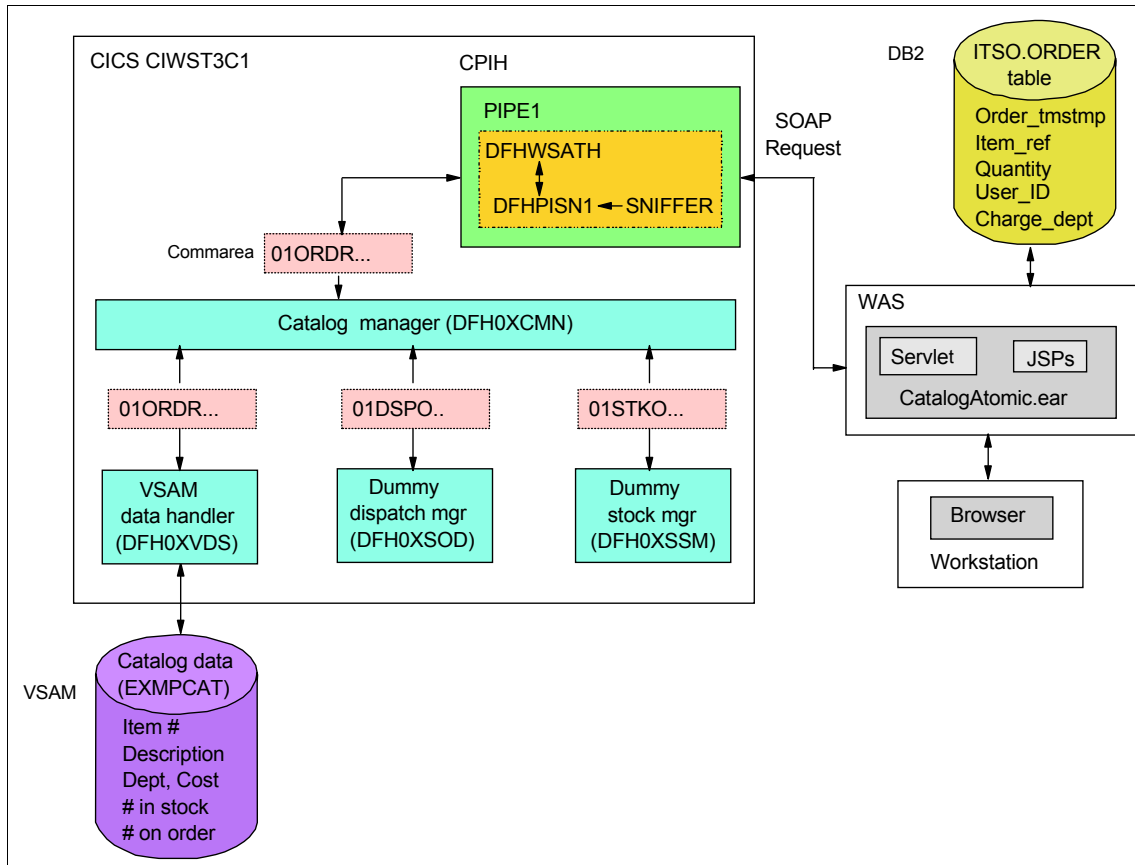 CICS CIWST3C1
CPIH
PIPE1
DFHWSATH
DFHPISN1
SNIFFER
SOAP
Request
DB2
ITSO.ORDER
table
Order_tmstmp
Item_ref
Quantity
User_ID
Charge_dept
Commarea
01ORDR...
Catalog manager (DFH0XCMN)
01ORDR...
01DSPO..
01STKO...
VSAM
data handler
(DFH0XVDS)
Dummy
dispatch mgr
(DFH0XSOD)
Dummy
stock mgr
(DFH0XSSM)
WAS
Servlet
JSPs
CatalogAtomic.ear
Browser
Workstation
VSAM
Catalog data
(EXMPCAT)
Item #
Description
Dept, Cost
# in stock
# on order